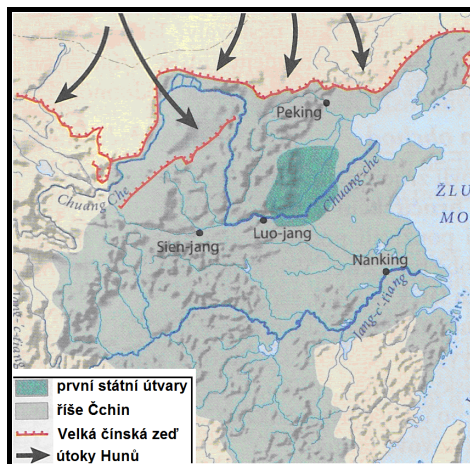 Peking
Chuang Che
Chuang-che
ŽLU
MO
Sien-jang
Luo-jang
Nanking
Jang-c'-ťiang
první státní útvary
říše Čchin
Velká čínská zeď
útoky Hunů